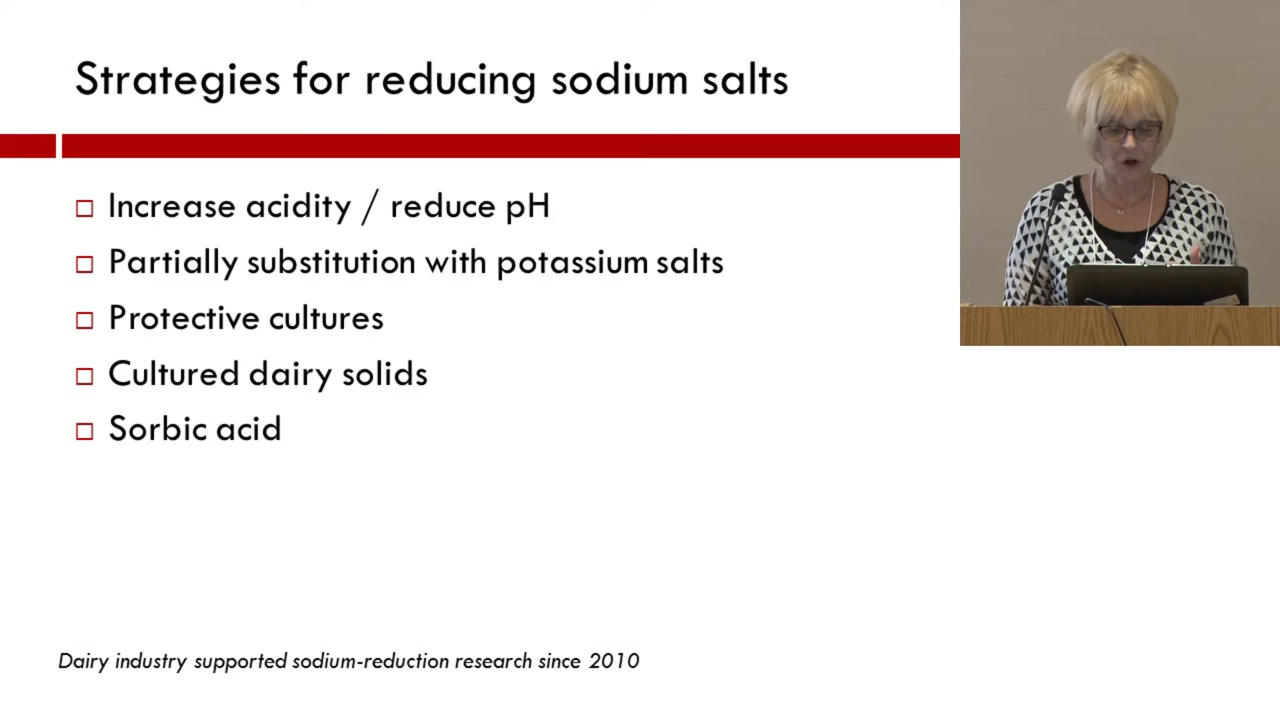 Strategies for reducing sodium salts
Increase acidity / reduce pH
Partially substitution with potassium salts
Protective cultures
Cultured dairy solids
Sorbic acid
Dairy industry supported sodium-reduction research since 2010